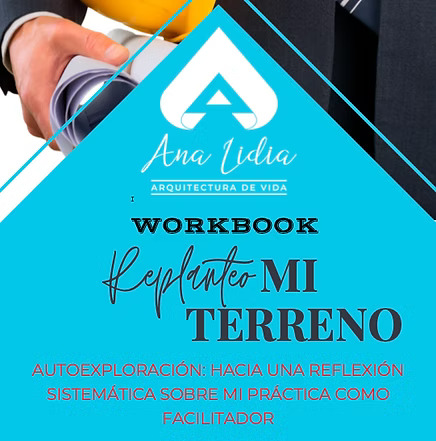 Ana Lidia
ARQUITECTURA DE VIDA
I
WORKBOOK
Replanteo MI
TERRENO
AUTOEXPLORACIÓN: HACIA UNA REFLEXIÓN
SISTEMÁTICA SOBRE MI PRÁCTICA COMO
FACILITADOR